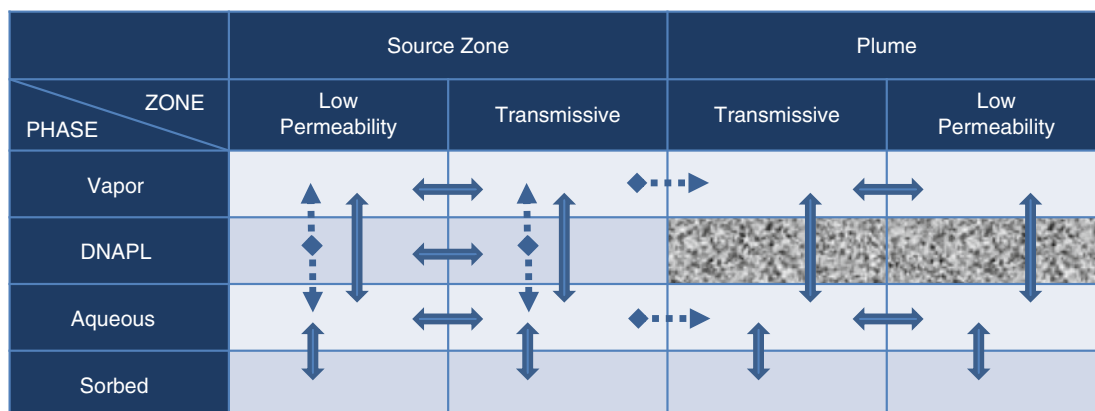 Source Zone
Plume
ZONE
PHASE
Low
Permeability
Transmissive
Transmissive
Low
Permeability
Vapor
DNAPL
Aqueous
Sorbed